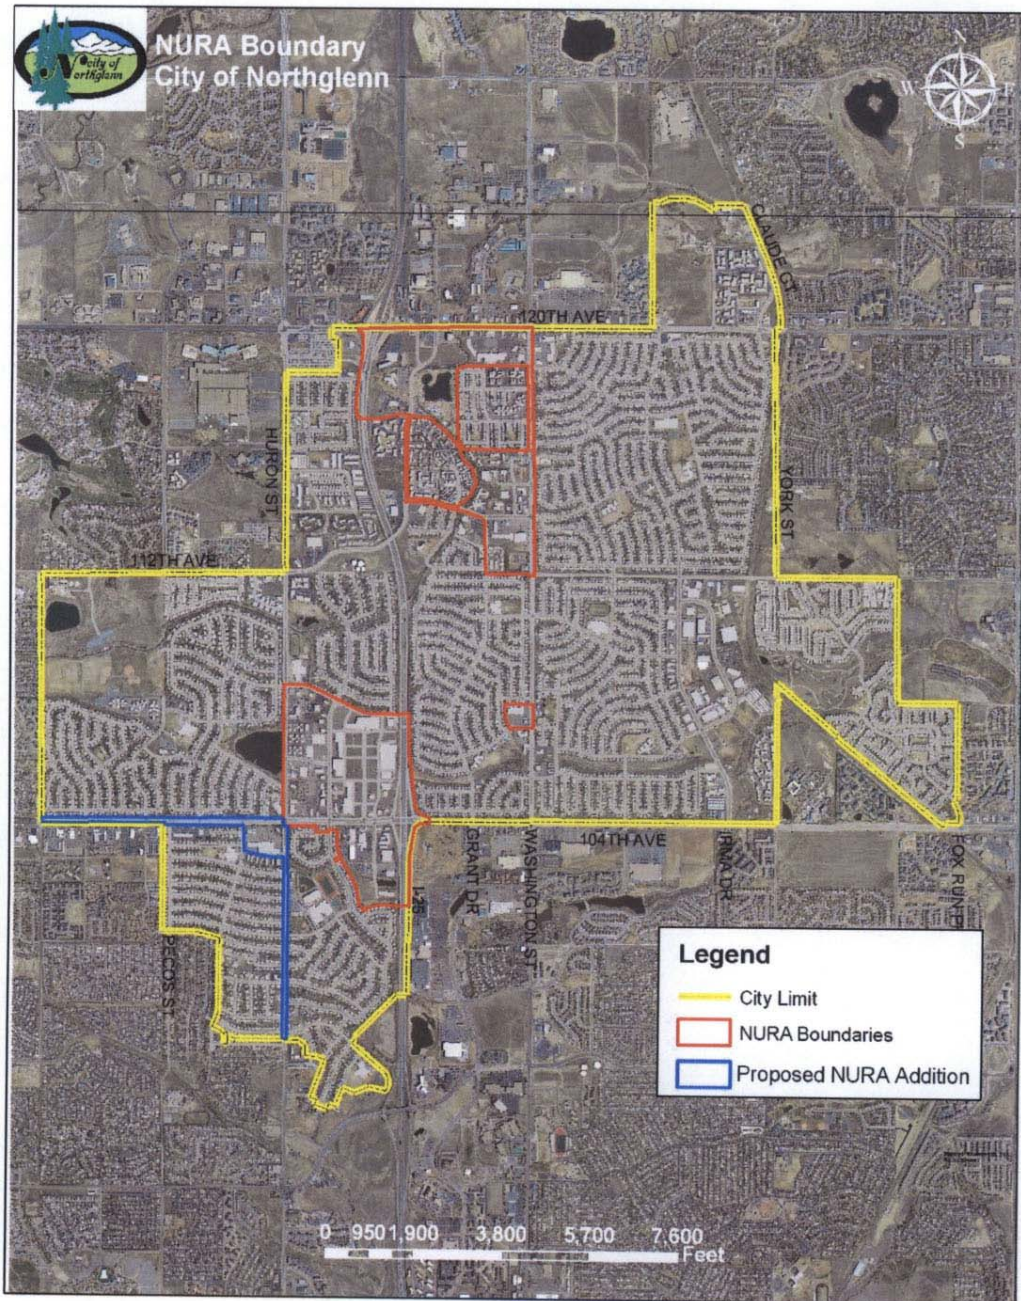 city of
Northglenn
NURA Boundary
City of Northglenn
N
W
E
S
CLAUDE CT
120TH AVE
HURON ST
YORK ST
112TH AVE
GRANT DR
WASHINGTON ST
104TH AVE
IRMA DR
FOX RUN P
I-25
PECOS ST
Legend
City Limit
NURA Boundaries
Proposed NURA Addition
0 950 1,900 3,800 5,700 7,600
Feet